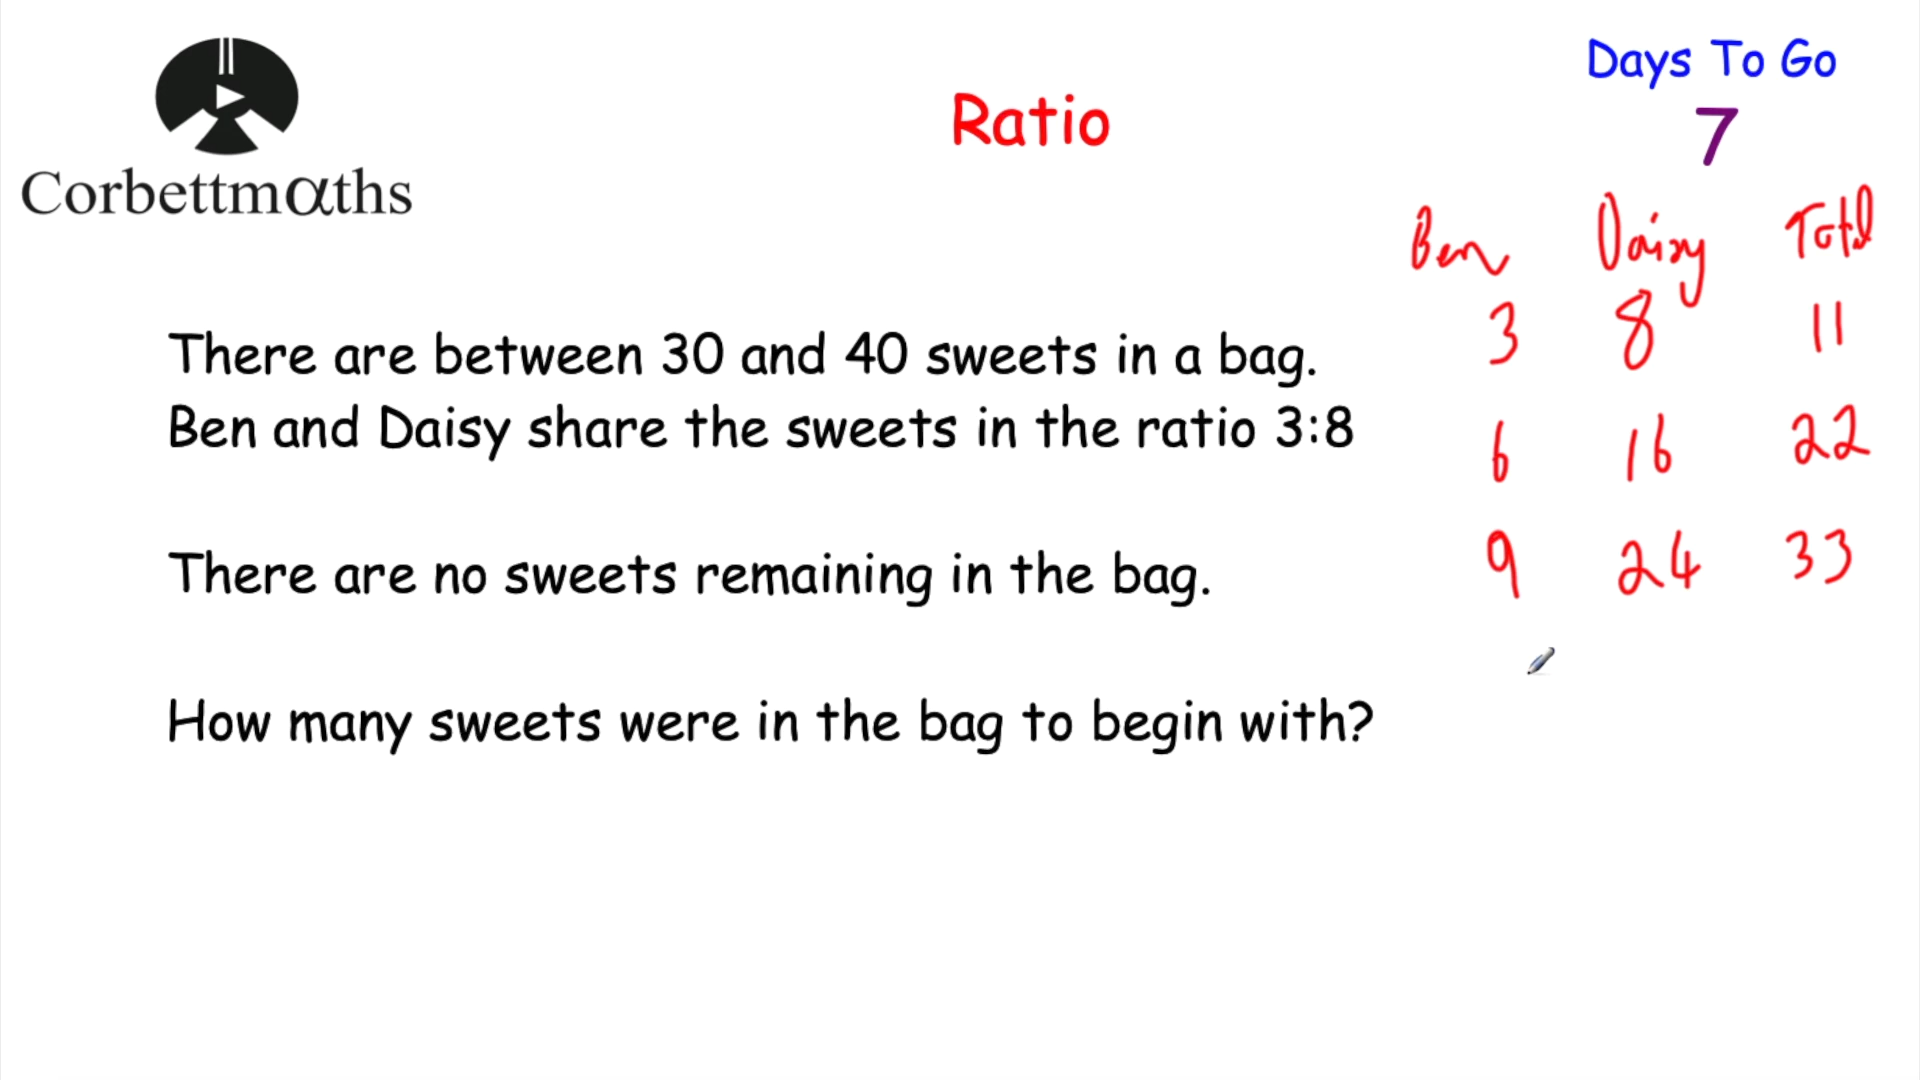 Corbettmαths
Ratio
Days To Go
7
There are between 30 and 40 sweets in a bag.
Ben and Daisy share the sweets in the ratio 3:8
There are no sweets remaining in the bag.
How many sweets were in the bag to begin with?
Ben Daisy Total
3 8 11
6 16 22
9 24 33